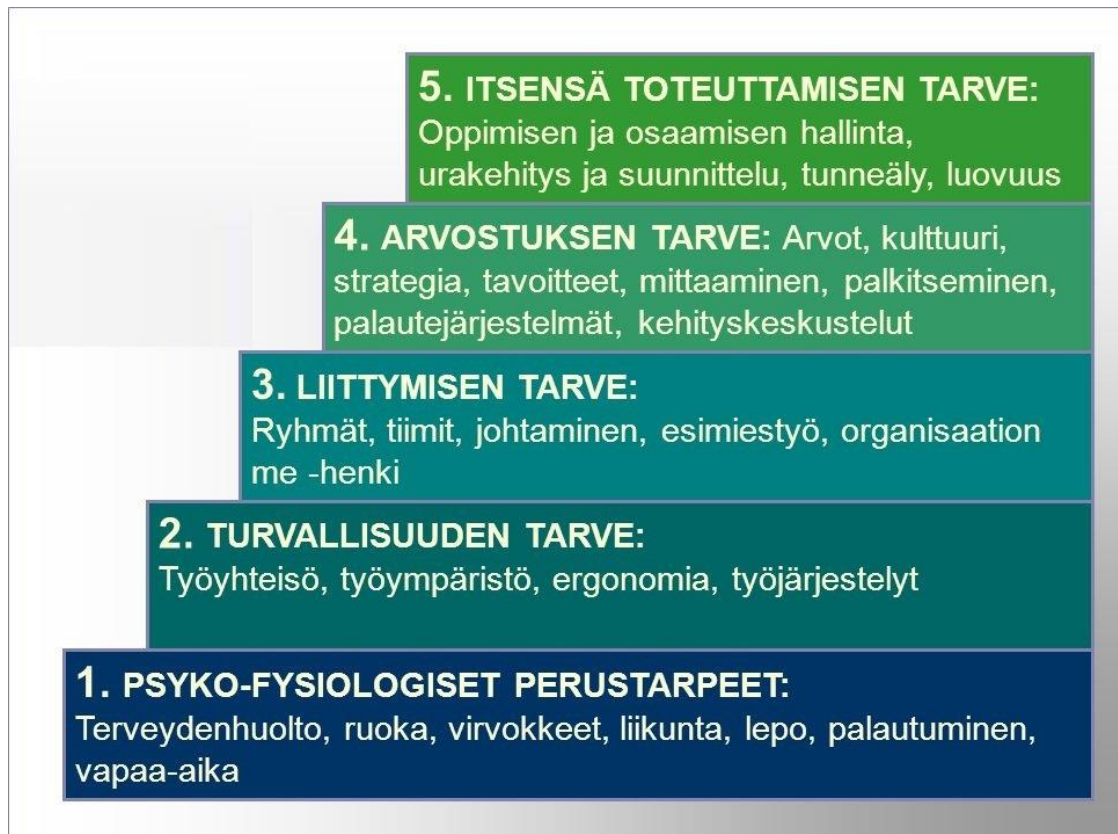 5. ITSENSÄ TOTEUTTAMISEN TARVE:
Oppimisen ja osaamisen hallinta,
urakehitys ja suunnittelu, tunneäly, luovuus
4. ARVOSTUKSEN TARVE: Arvot, kulttuuri,
strategia, tavoitteet, mittaaminen, palkitseminen,
palautejärjestelmät, kehityskeskustelut
3. LIITTYMISEN TARVE:
Ryhmät, tiimit, johtaminen, esimiestyö, organisaation
me -henki
2. TURVALLISUUDEN TARVE:
Työyhteisö, työympäristö, ergonomia, työjärjestelyt
1. PSYKO-FYSIOLOGISET PERUSTARPEET:
Terveydenhuolto, ruoka, virvokkeet, liikunta, lepo, palautuminen,
vapaa-aika